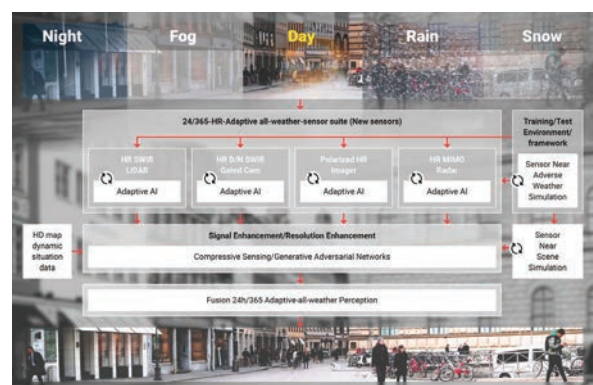 Night
Fog
Day
Rain
Snow
24/365-HR-Adaptive all-weather-sensor suite (New sensors)
Training/Test
Environment/
framework
HR SWIR
LIDAR
Adaptive AI
HR D/N SWIR
Gated Cam
Adaptive AI
Polarized HR
Imager
Adaptive AI
HR MIMO
Radar
Adaptive AI
Sensor Near
Adverse
Weather
Simulation
HD map
dynamic
situation
data
Signal Enhancement/Resolution Enhancement
Compressive Sensing/Generative Adversarial Networks
Sensor
Near
Scene
Simulation
Fusion 24h/365 Adaptive-all-weather Perception